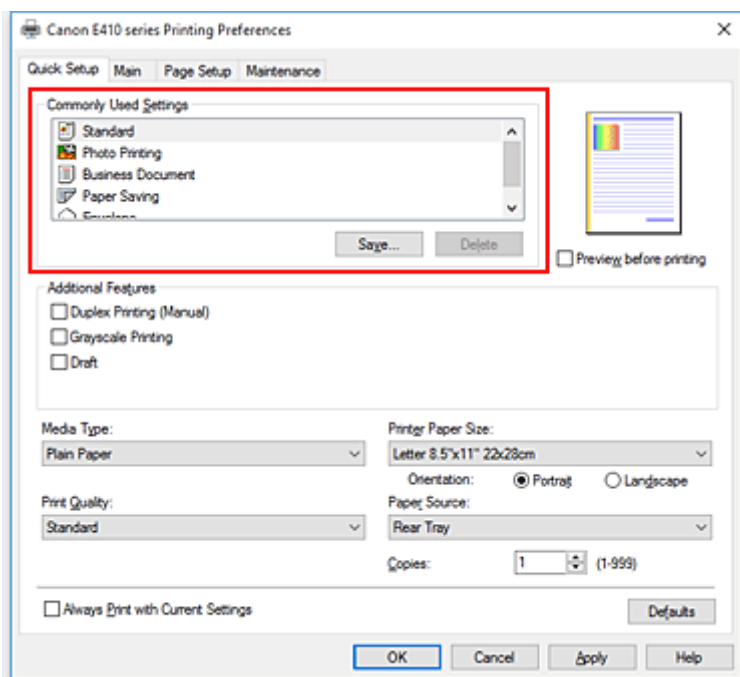 Canon E410 series Printing Preferences
Quick Setup Main Page Setup Maintenance
Commonly Used Settings
Standard
Photo Printing
Business Document
Paper Saving
Envelope
Save... Delete
Preview before printing
Additional Features
Duplex Printing (Manual)
Grayscale Printing
Draft
Media Type: Printer Paper Size:
Plain Paper Letter 8.5"x11" 22x28cm
Orientation: Portrait Landscape
Print Quality: Paper Source:
Standard Rear Tray
Copies: 1 (1-999)
Always Print with Current Settings Defaults
OK Cancel Apply Help